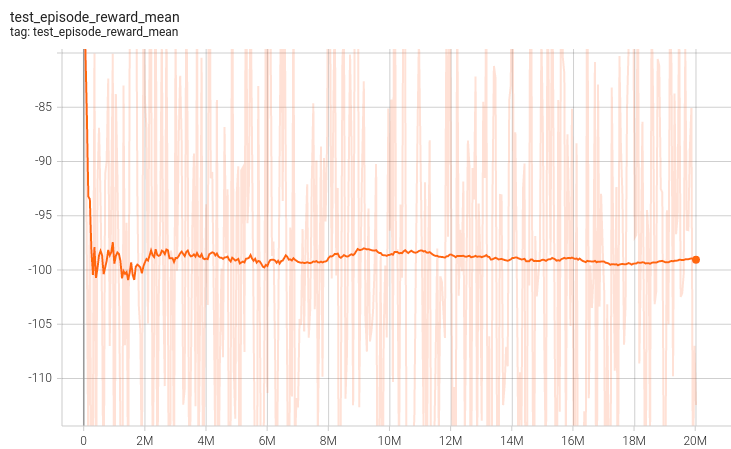 test_episode_reward_mean
tag: test_episode_reward_mean
-85
-90
-95
-100
-105
-110
0
2M
4M
6M
8M
10M
12M
14M
16M
18M
20M